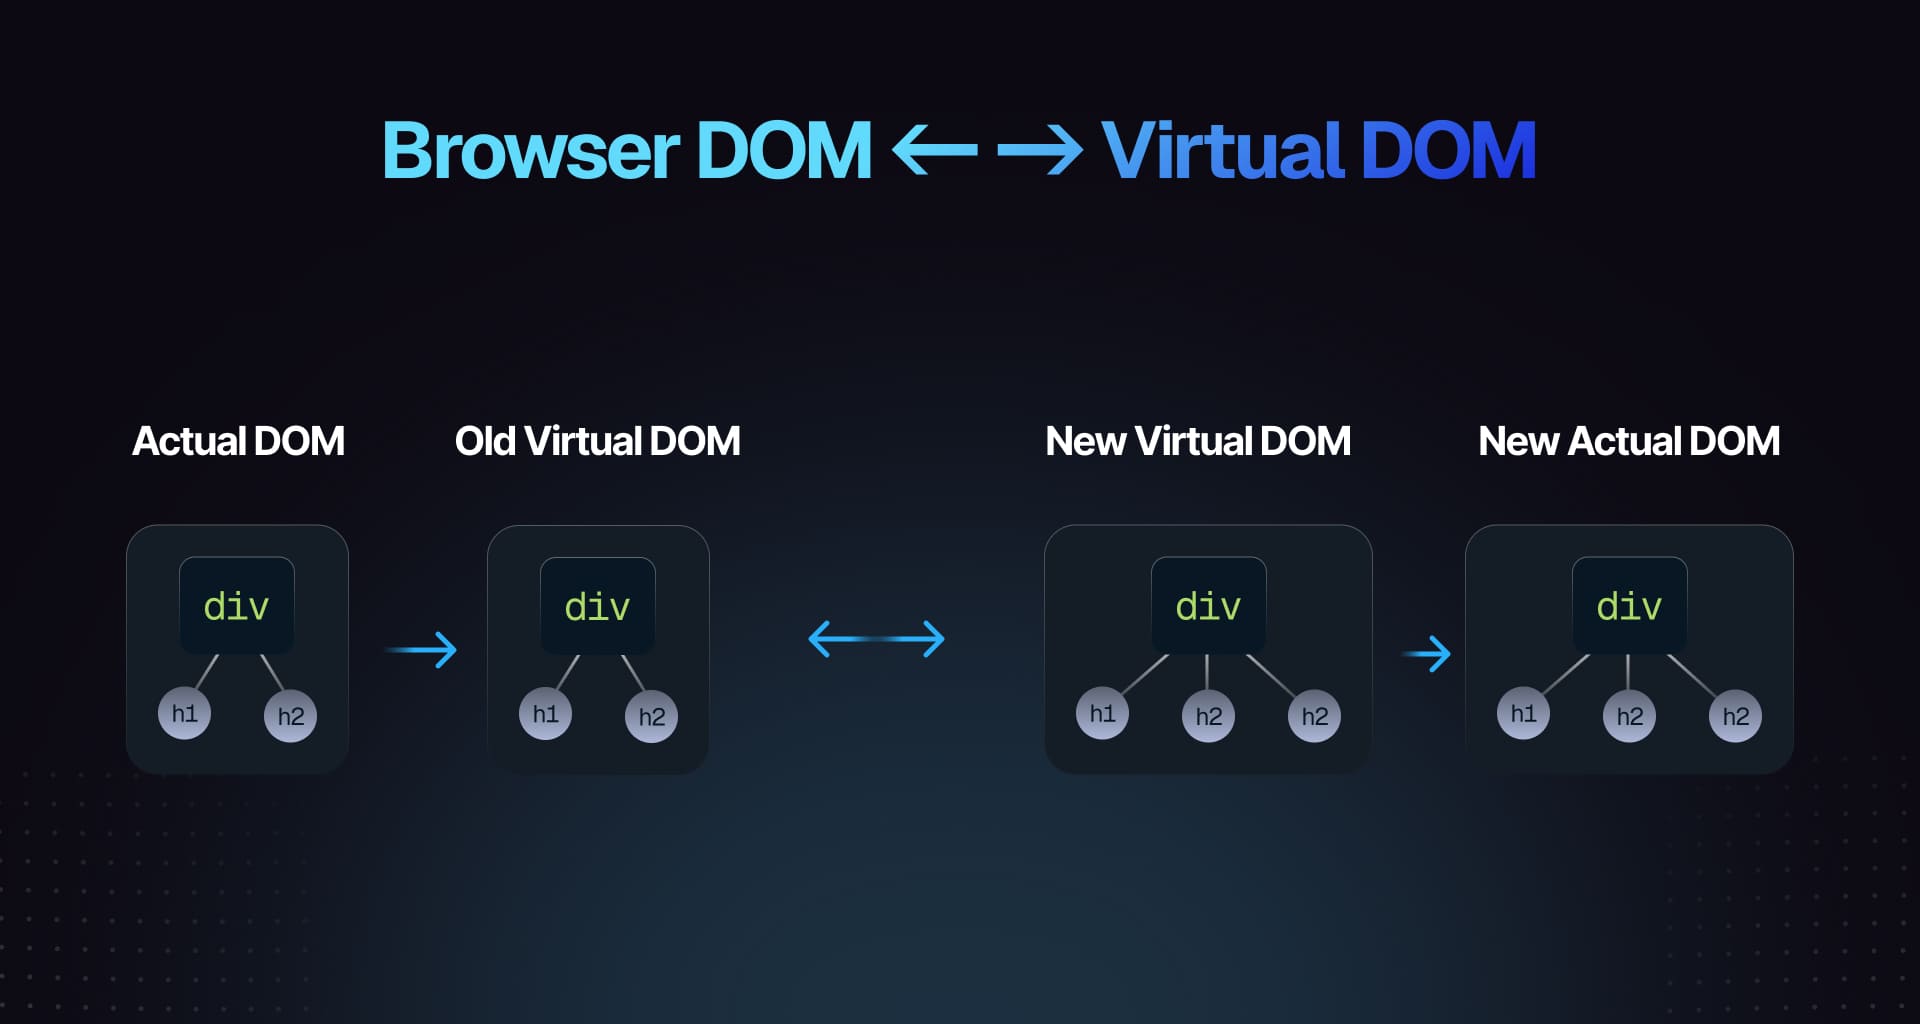 Browser DOM ←→ Virtual DOM
Actual DOM
Old Virtual DOM
New Virtual DOM
New Actual DOM
div
div
div
div
h1 h2
h1 h2
h1 h2 h2
h1 h2 h2